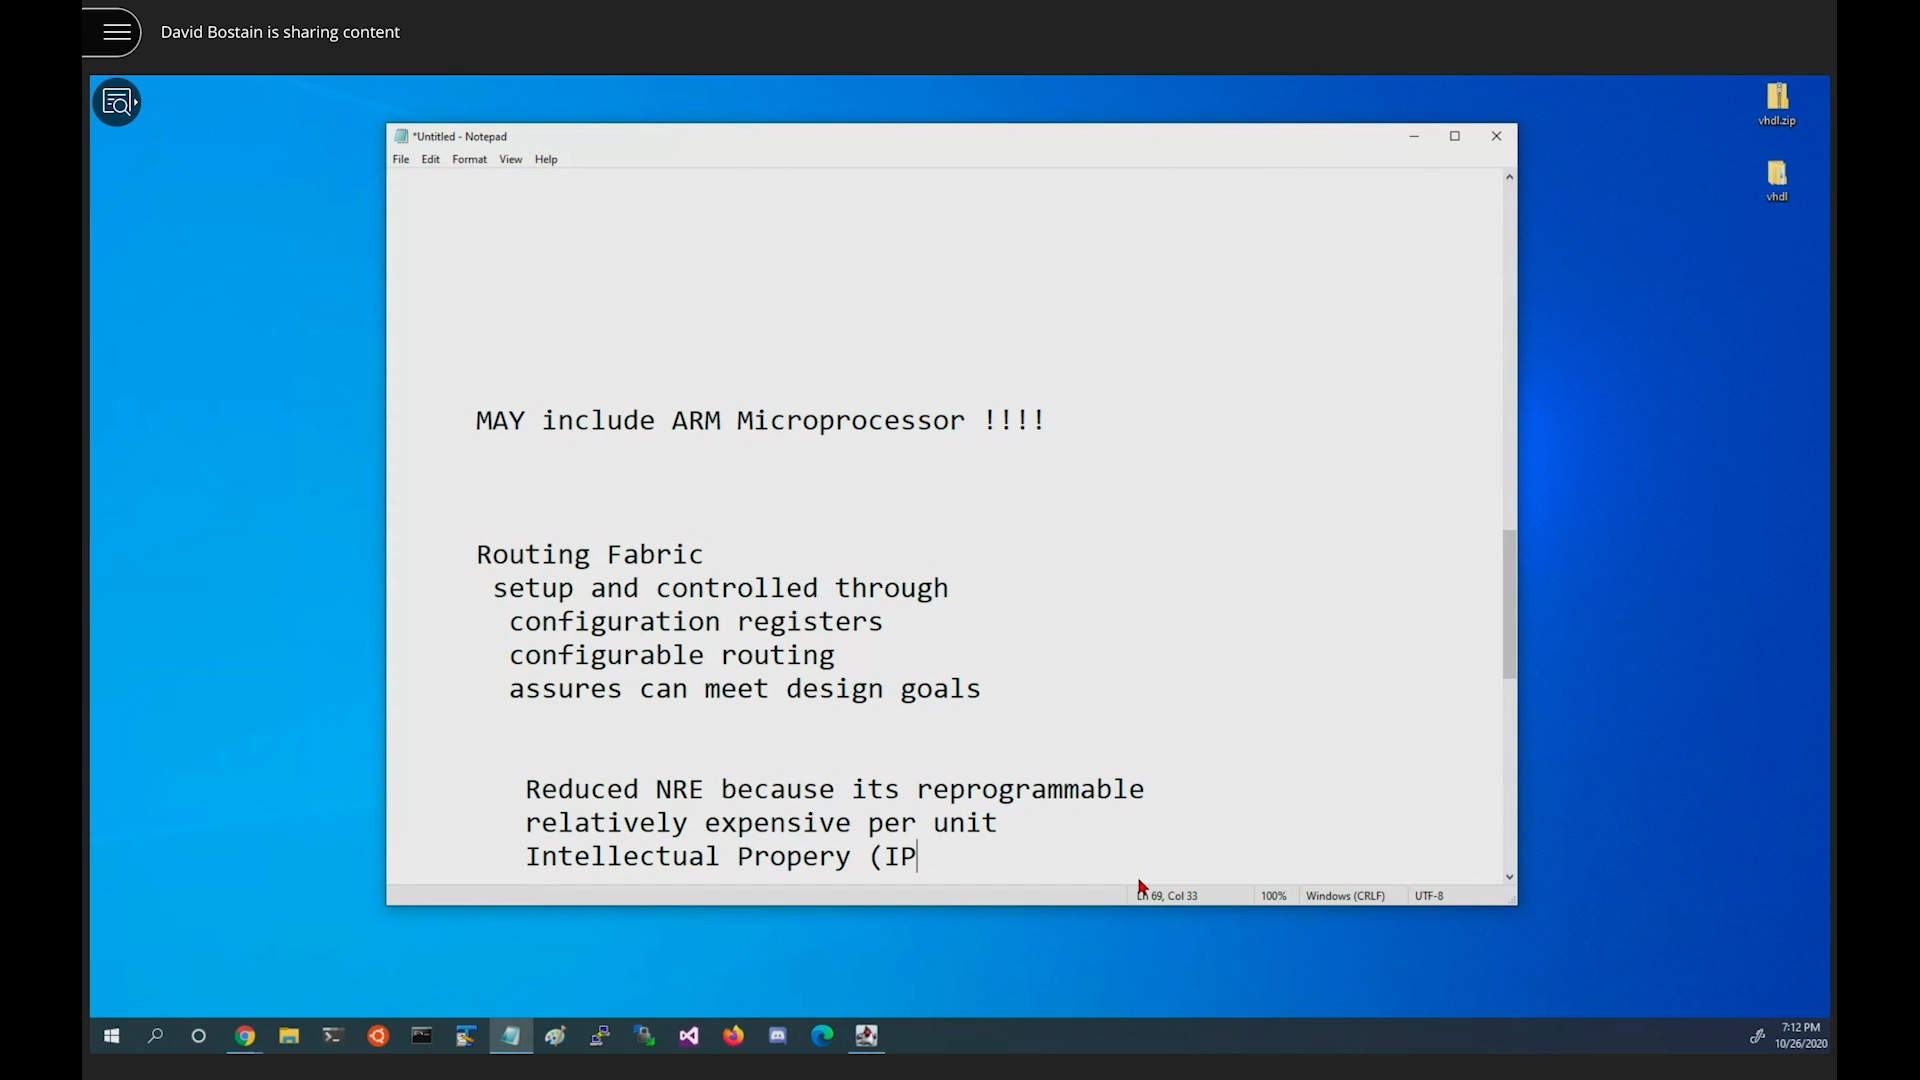 David Bostain is sharing content
vhdl.zip
vhdl
*Untitled - Notepad
File Edit Format View Help
MAY include ARM Microprocessor !!!!
Routing Fabric
setup and controlled through
configuration registers
configurable routing
assures can meet design goals
Reduced NRE because its reprogrammable
relatively expensive per unit
Intellectual Propery (IP
Ln 69, Col 33 100% Windows (CRLF) UTF-8
7:12 PM
10/26/2020